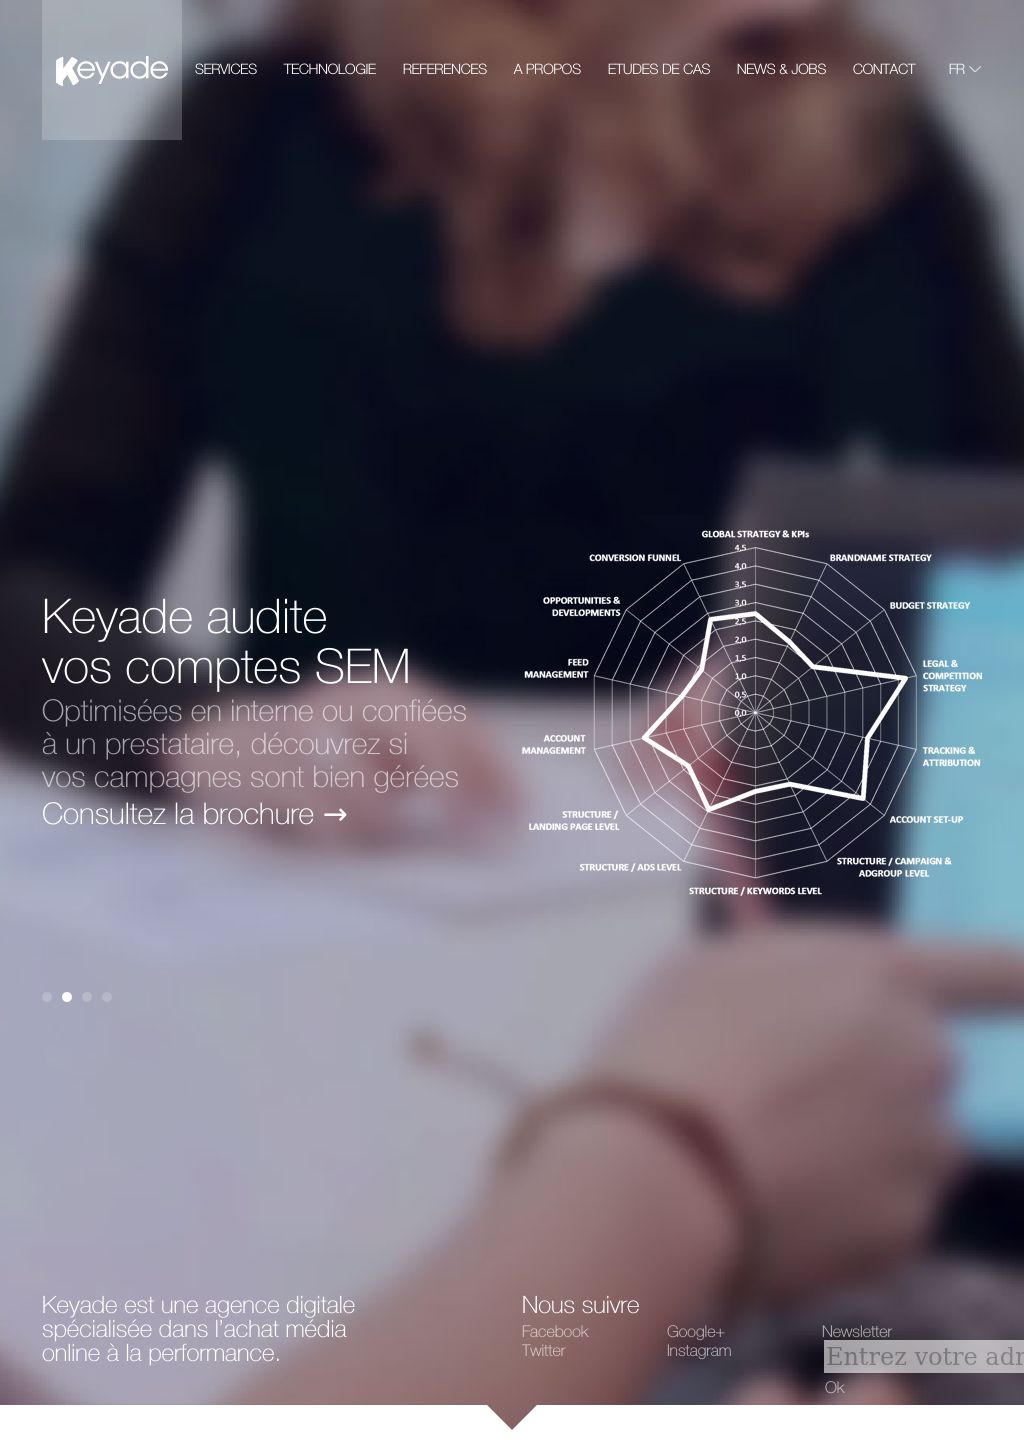 Keyade
SERVICES
TECHNOLOGIE
REFERENCES
A PROPOS
ETUDES DE CAS
NEWS & JOBS
CONTACT
FR
Keyade audite
vos comptes SEM
Optimisées en interne ou confiées
à un prestataire, découvrez si
vos campagnes sont bien gérées
Consultez la brochure →
GLOBAL STRATEGY & KPIs
BRANDNAME STRATEGY
BUDGET STRATEGY
LEGAL &
COMPETITION
STRATEGY
TRACKING &
ATTRIBUTION
ACCOUNT SET-UP
STRUCTURE / CAMPAIGN &
ADGROUP LEVEL
STRUCTURE / KEYWORDS LEVEL
STRUCTURE / ADS LEVEL
STRUCTURE /
LANDING PAGE LEVEL
ACCOUNT
MANAGEMENT
FEED
MANAGEMENT
OPPORTUNITIES &
DEVELOPMENTS
CONVERSION FUNNEL
4,5
4,0
3,5
3,0
2,5
2,0
1,5
1,0
0,5
0,0
Keyade est une agence digitale
spécialisée dans l'achat média
online à la performance.
Nous suivre
Facebook
Twitter
Google+
Instagram
Newsletter
Entrez votre adr
Ok